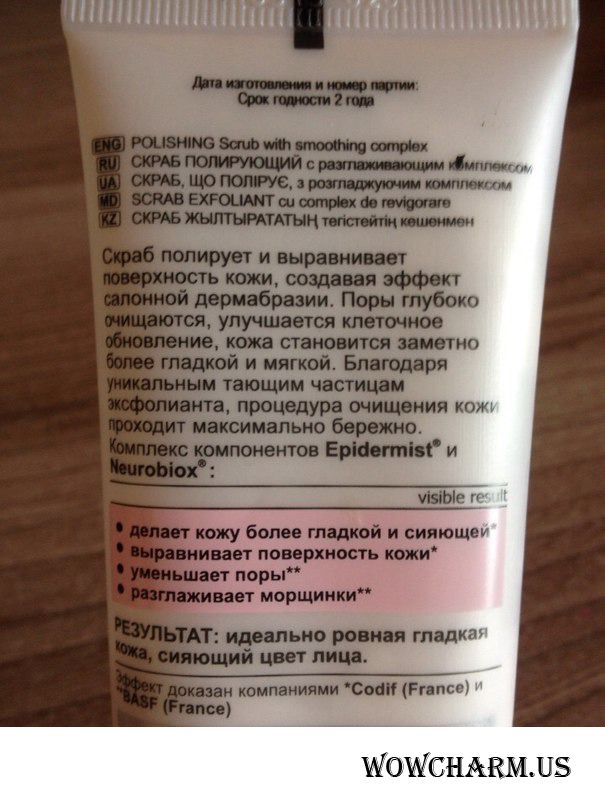 Дата изготовления и номер партии:
Срок годности 2 года
ENG POLISHING Scrub with smoothing complex
RU СКРАБ ПОЛИРУЮЩИЙ с разглаживающим комплексом
UA СКРАБ, ЩО ПОЛІРУЄ, з розгладжуючим комплексом
MD SCRAB EXFOLIANT cu complex de revigorare
KZ СКРАБ ЖЫЛТЫРАТАТЫҢ тегістейтін кешенмен
Скраб полирует и выравнивает
поверхность кожи, создавая эффект
салонной дермабразии. Поры глубоко
очищаются, улучшается клеточное
обновление, кожа становится заметно
более гладкой и мягкой. Благодаря
уникальным тающим частицам
эксфолианта, процедура очищения кожи
проходит максимально бережно.
Комплекс компонентов Epidermist® и
Neurobiox®:
visible result
• делает кожу более гладкой и сияющей*
• выравнивает поверхность кожи*
• уменьшает поры**
• разглаживает морщинки**
РЕЗУЛЬТАТ: идеально ровная гладкая
кожа, сияющий цвет лица.
Эффект доказан компаниями *Codif (France) и
**BASF (France)
WOWCHARM.US